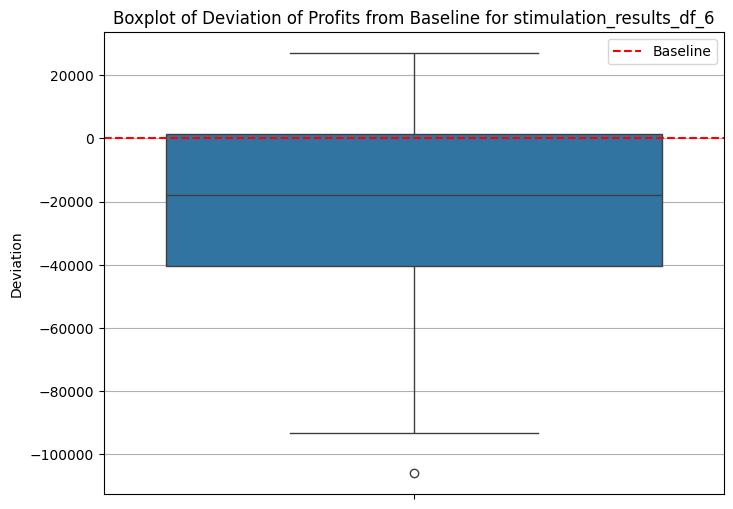 Boxplot of Deviation of Profits from Baseline for stimulation_results_df_6
Baseline
20000
0
−20000
−40000
−60000
−80000
−100000
Deviation